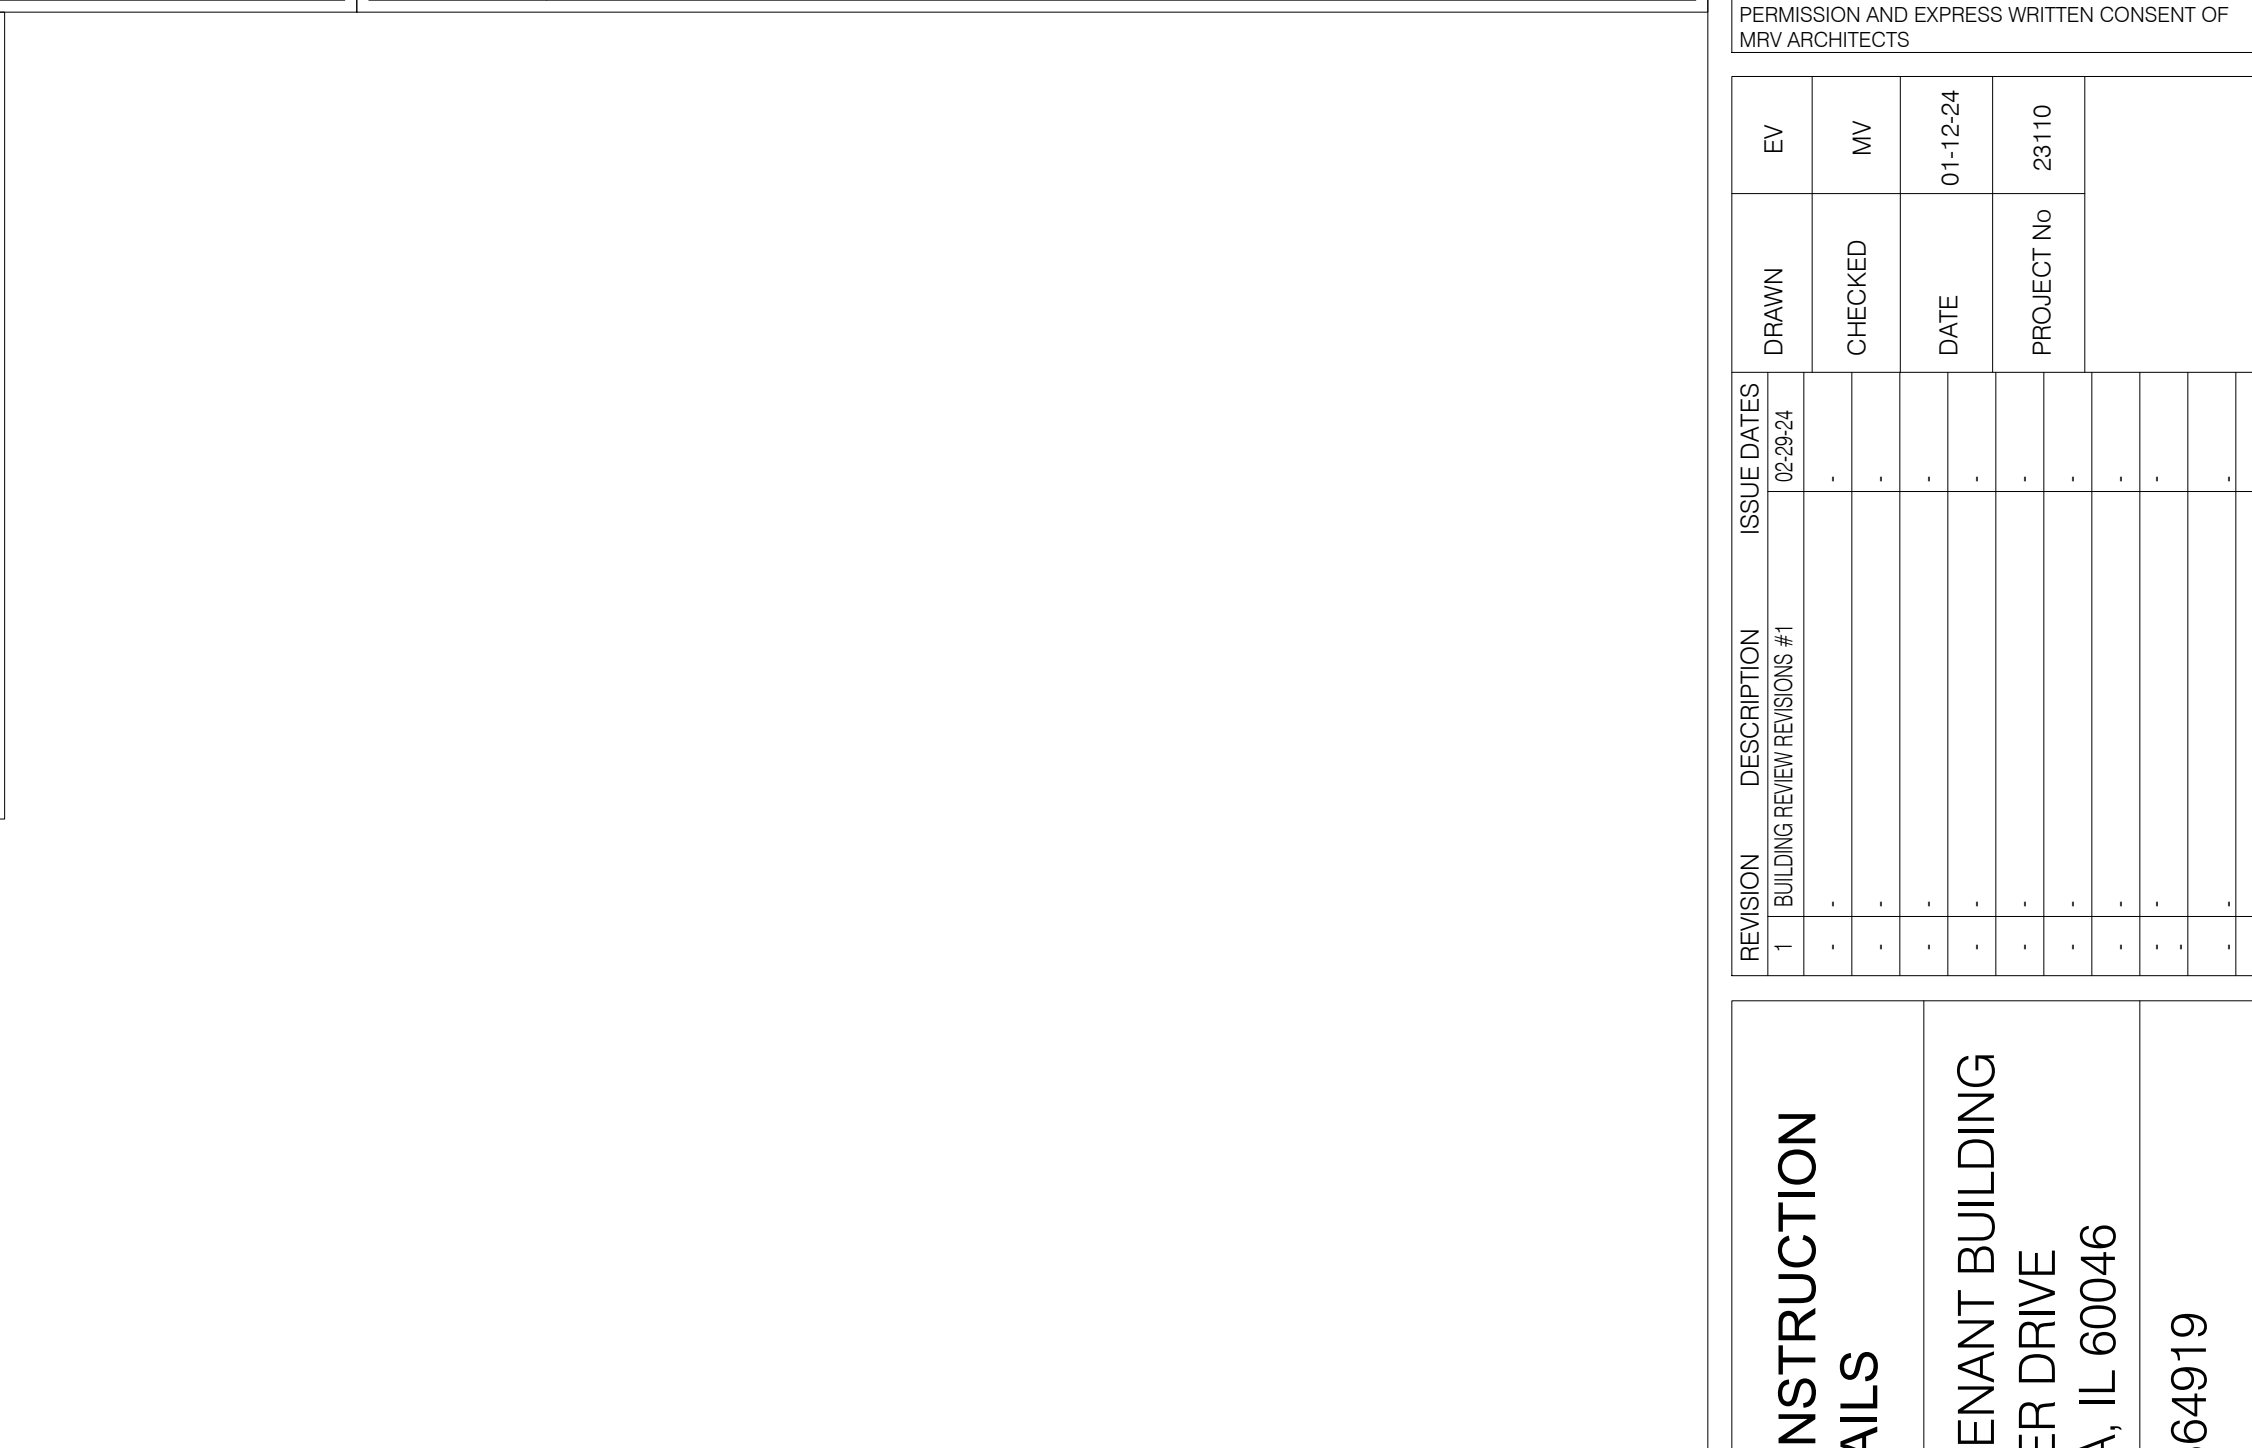 PERMISSION AND EXPRESS WRITTEN CONSENT OF
MRV ARCHITECTS
DRAWN EV
CHECKED MV
DATE 01-12-24
PROJECT No 23110
REVISION DESCRIPTION ISSUE DATES
1 BUILDING REVIEW REVISIONS #1 02-29-24
- - -
- - -
- - -
- - -
- - -
- - -
- - -
- - -
-
- - -
NSTRUCTION
AILS
ENANT BUILDING
ER DRIVE
A, IL 60046
64919